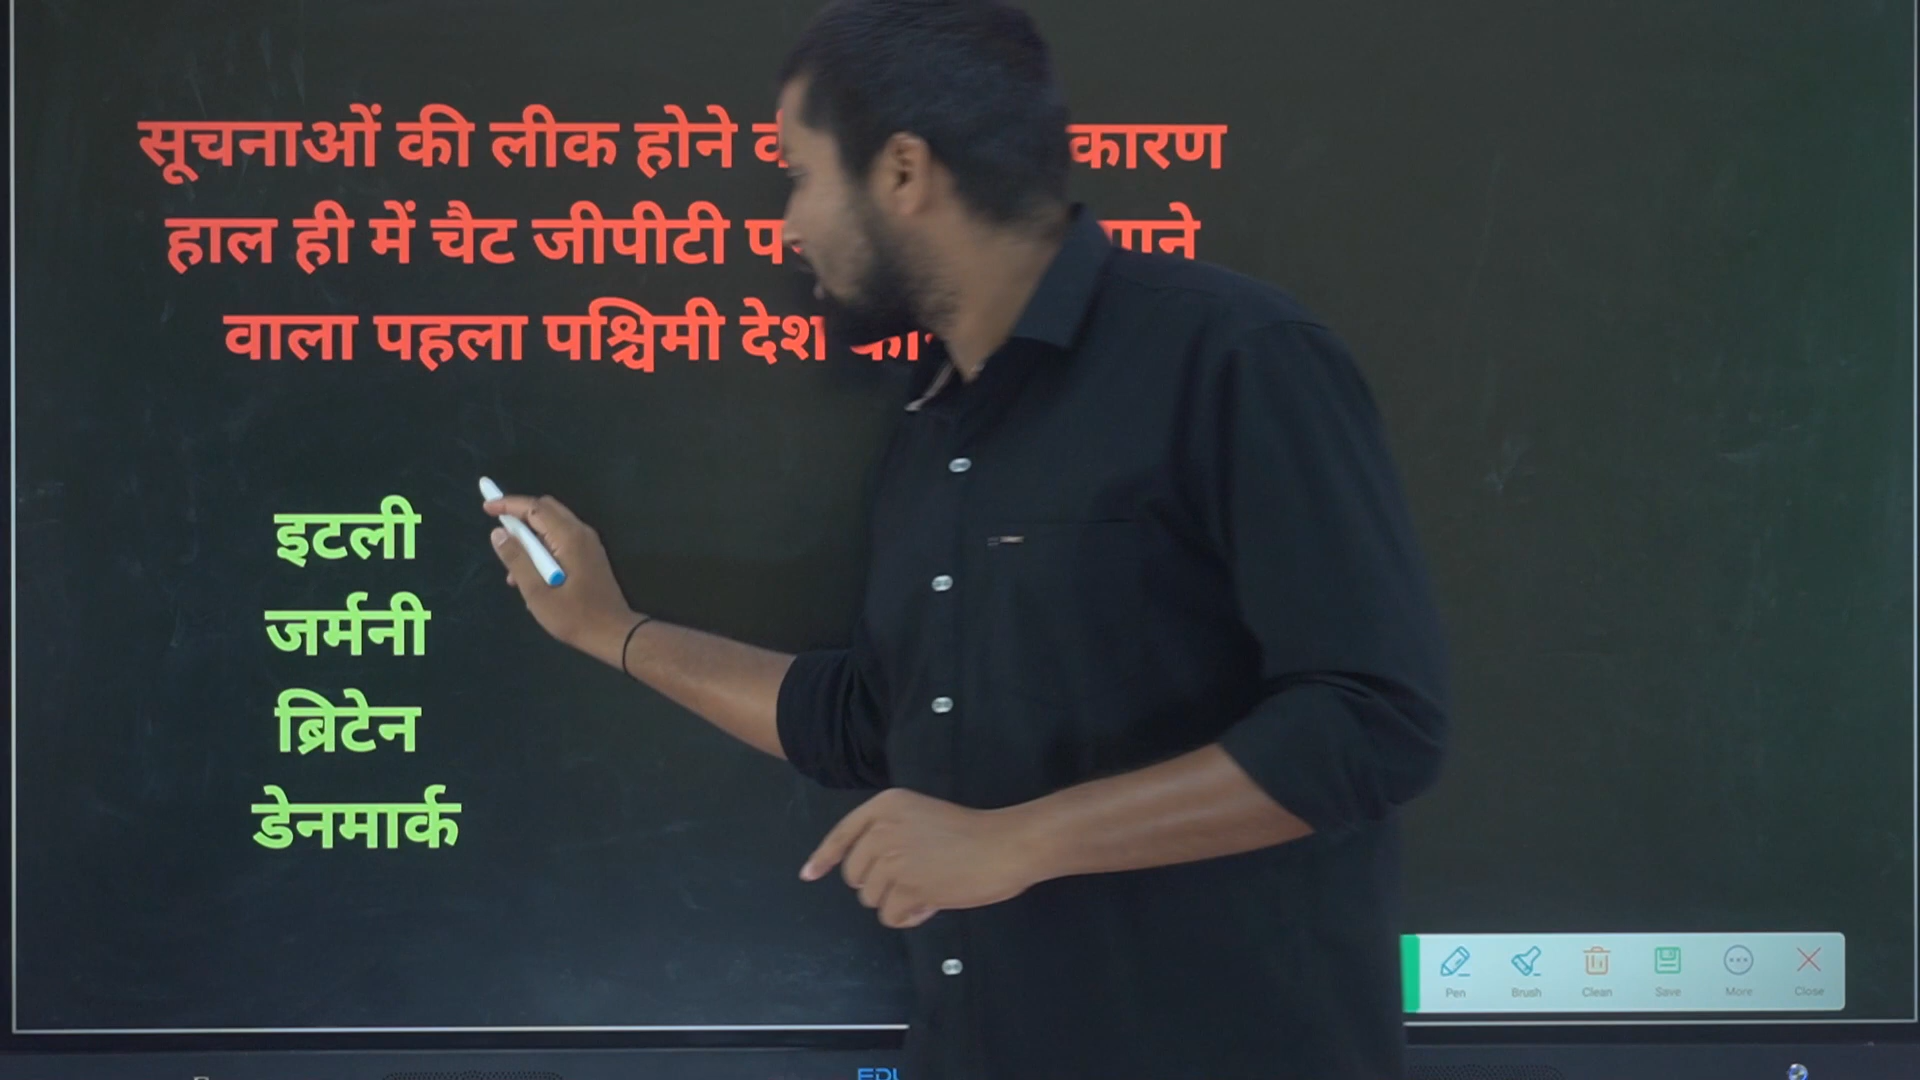 सूचनाओं की लीक होने कारण
हाल ही में चैट जीपीटी
वाला पहला पश्चिमी देश
इटली
जर्मनी
ब्रिटेन
डेनमार्क
Pen Brush Clean Save More Close